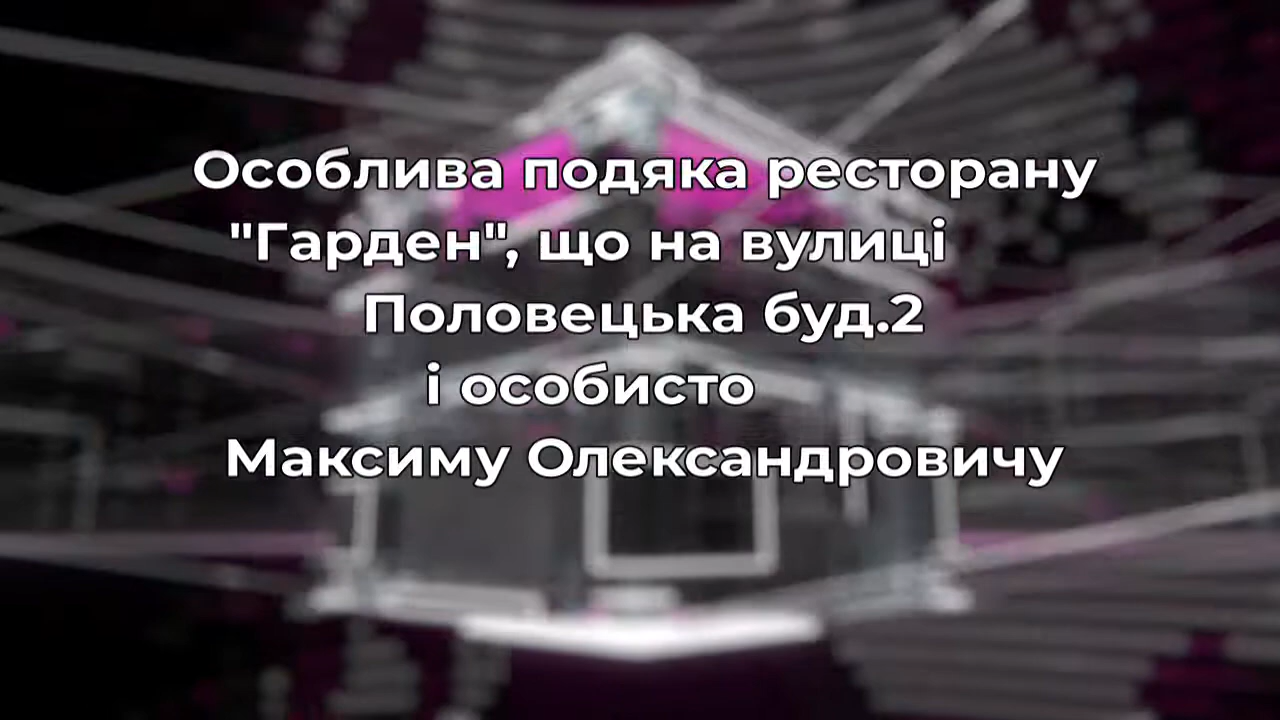 Особлива подяка ресторану
"Гарден", що на вулиці
Половецька буд.2
і особисто
Максиму Олександровичу